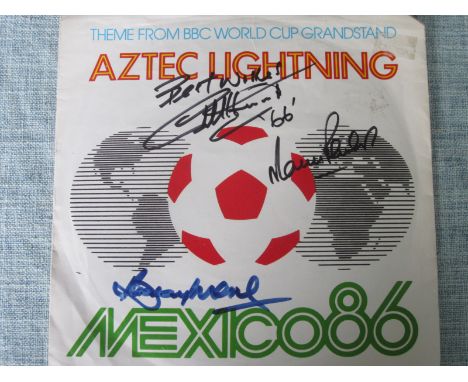 THEME FROM BBC WORLD CUP GRANDSTAND
AZTEC LIGHTNING
Best Wishes
'66'
MEXICO86